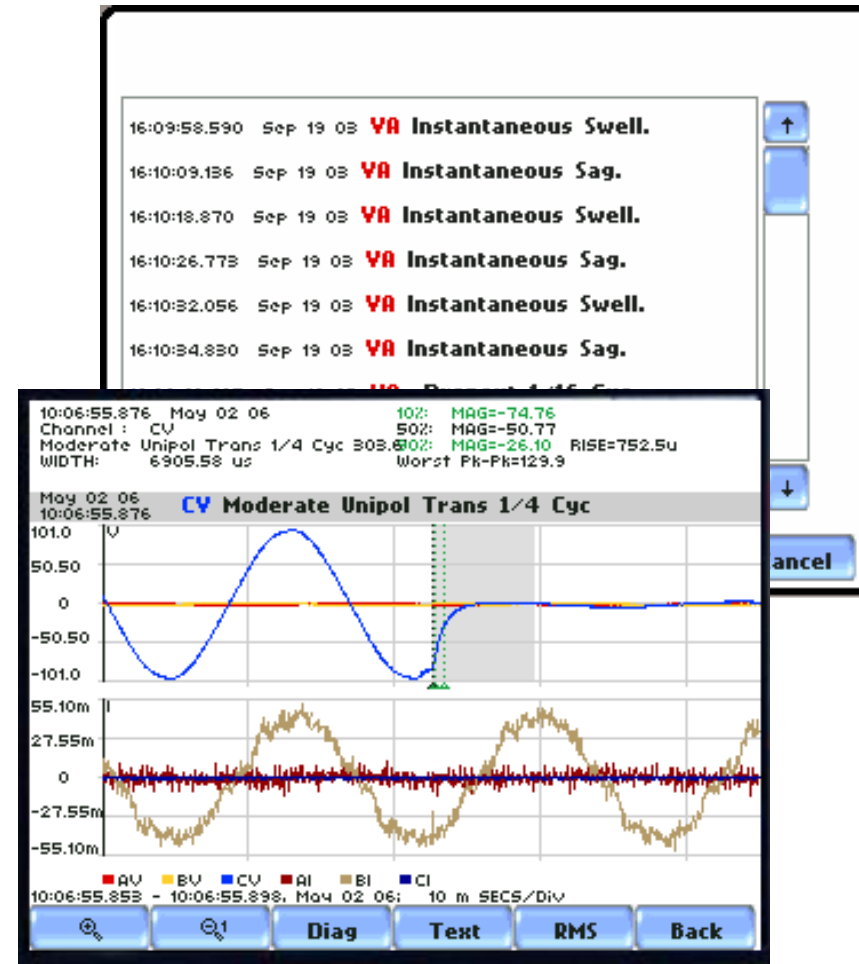 16:09:58.590 Sep 19 03 VA Instantaneous Swell.
16:10:09.136 Sep 19 03 VA Instantaneous Sag.
16:10:18.870 Sep 19 03 VA Instantaneous Swell.
16:10:26.773 Sep 19 03 VA Instantaneous Sag.
16:10:32.056 Sep 19 03 VA Instantaneous Swell.
16:10:34.830 Sep 19 03 VA Instantaneous Sag.
ancel
10:06:55.876 May 02 06 10%: MAG=-74.76
Channel : CV 50%: MAG=-50.77
Moderate Unipol Trans 1/4 Cyc 303.6 90%: MAG=-26.10 RISE=752.5u
WIDTH: 6905.58 us Worst Pk-Pk=129.9
May 02 06
10:06:55.876 CV Moderate Unipol Trans 1/4 Cyc
101.0 V
50.50
0
-50.50
-101.0
55.10m I
27.55m
0
-27.55m
-55.10m
AV BV CV AI BI CI
10:06:55.853 - 10:06:55.898, May 02 06; 10 m SECS/Div
1
Diag Text RMS Back